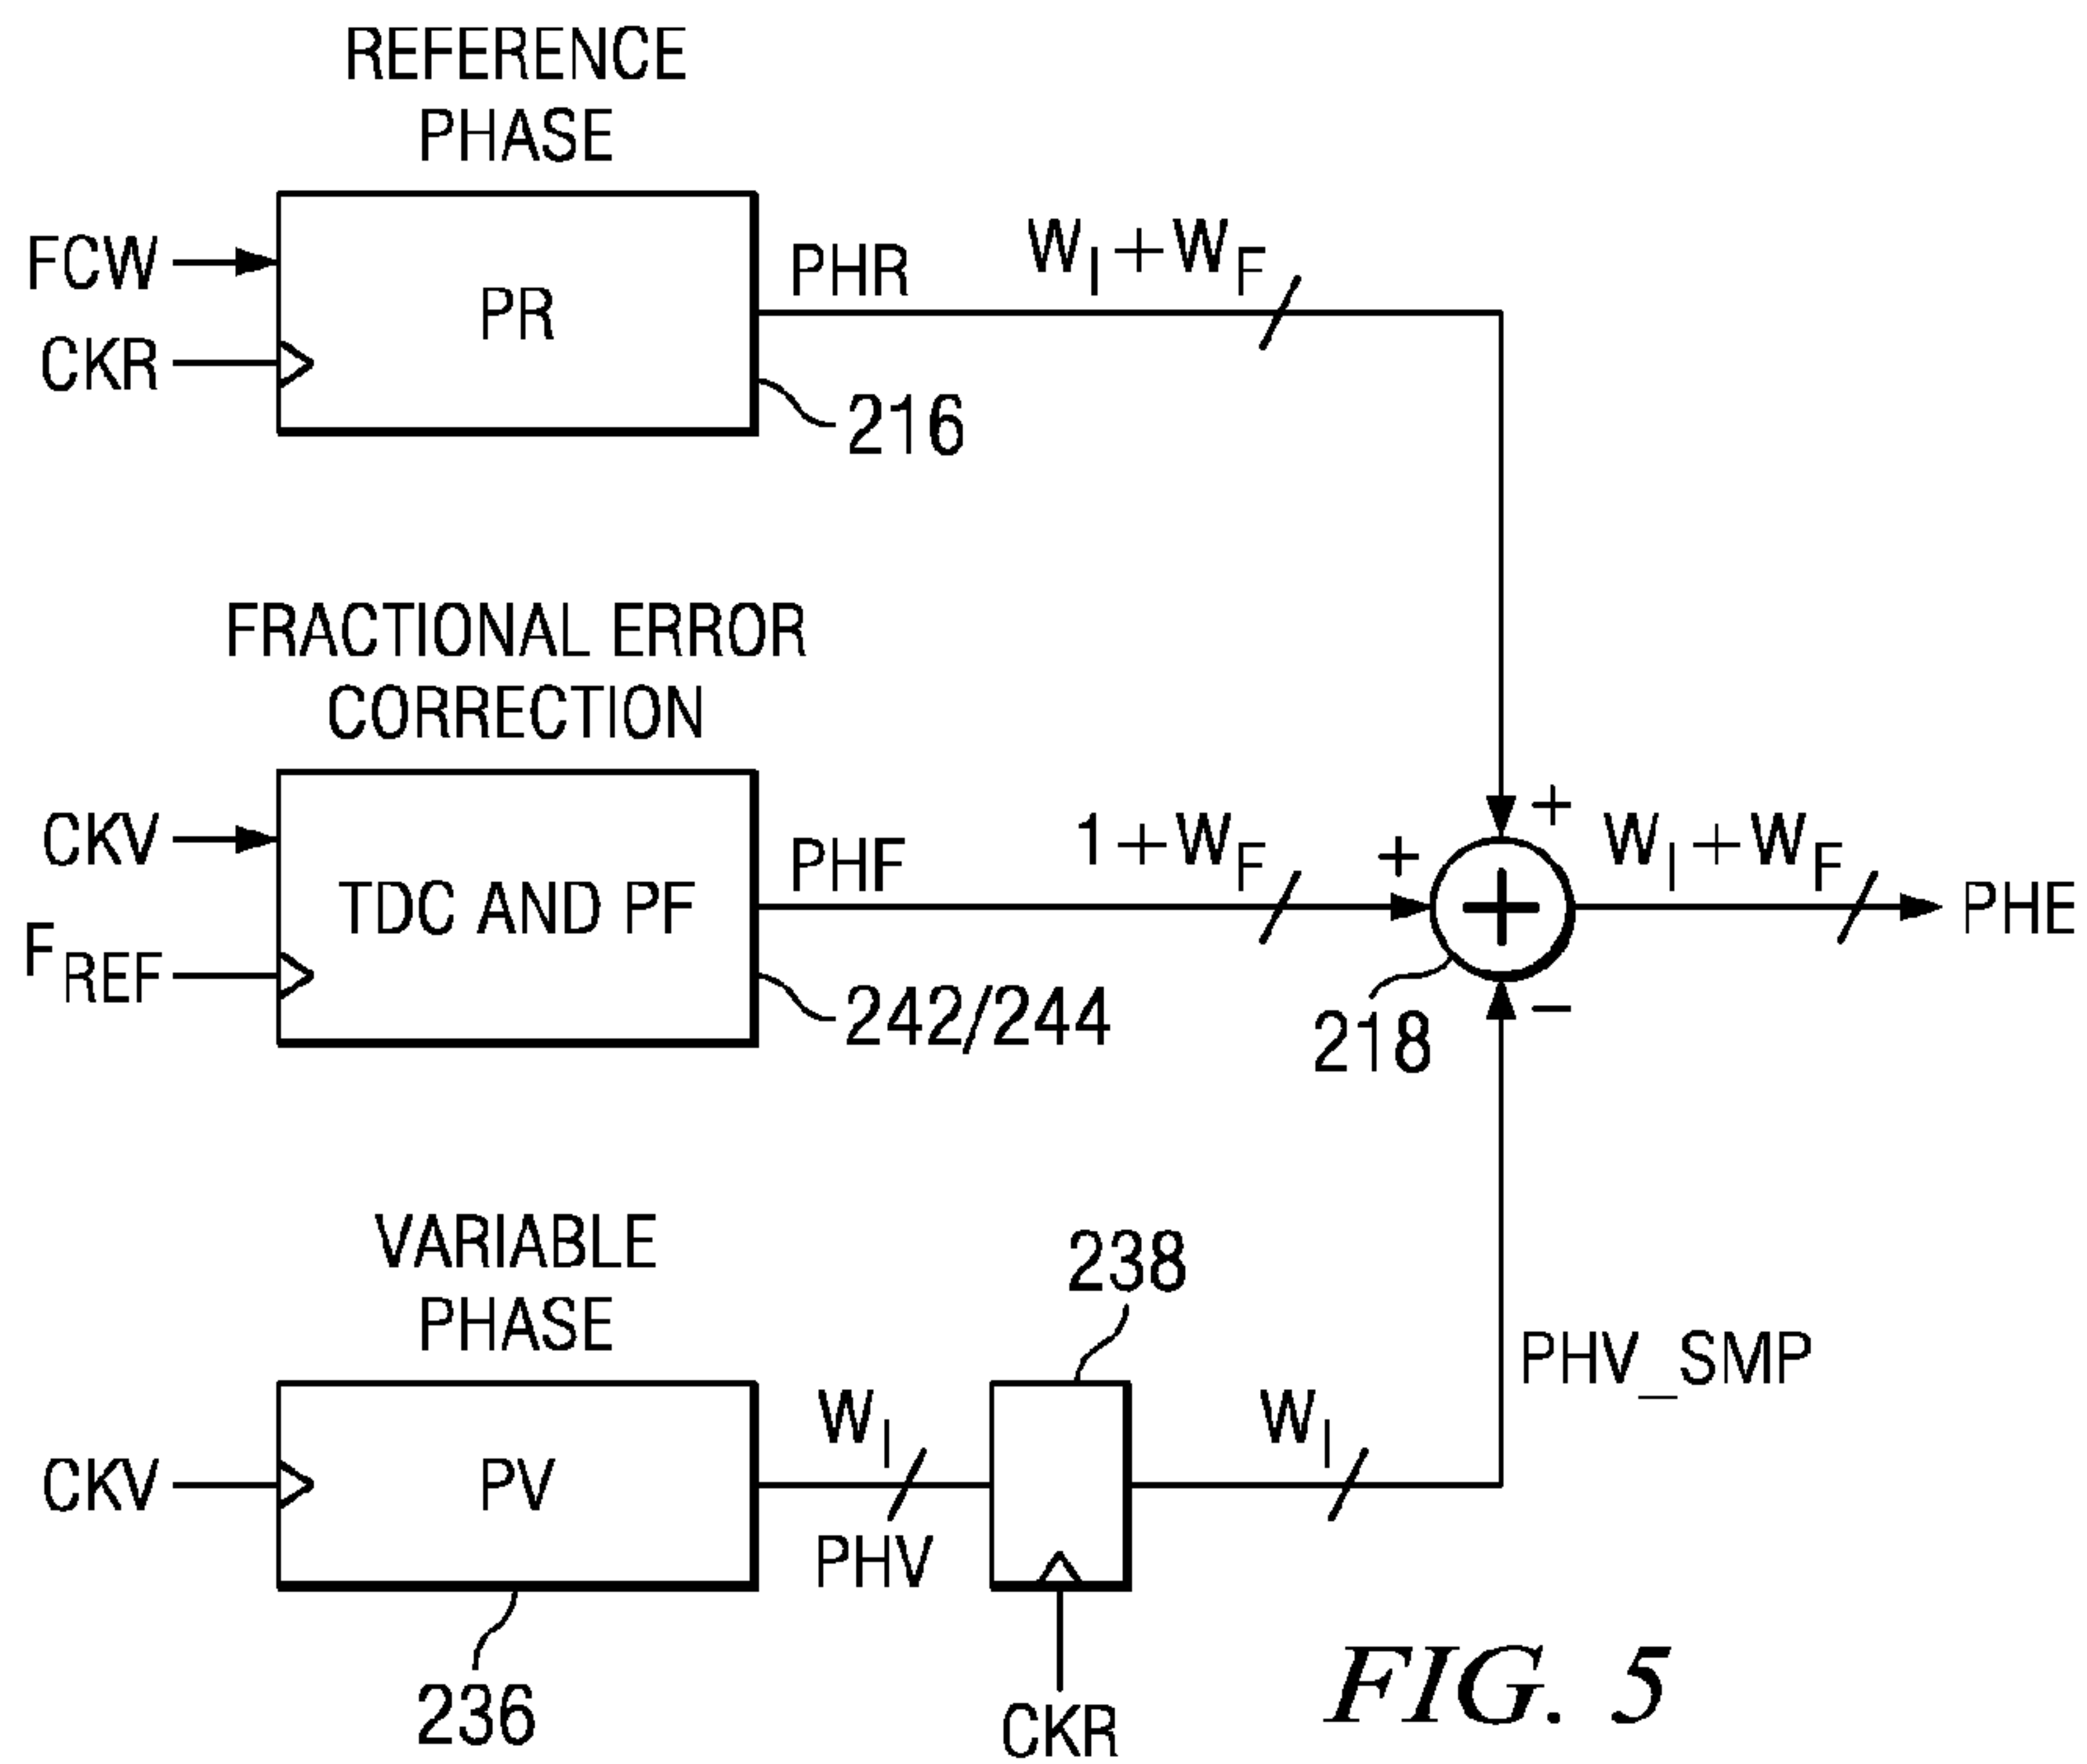 REFERENCE
PHASE
FCW
CKR
PR
PHR
W_I+W_F
216
FRACTIONAL ERROR
CORRECTION
CKV
F_REF
TDC AND PF
PHF
1+W_F
242/244
+
+
+
−
218
W_I+W_F
PHE
VARIABLE
PHASE
CKV
PV
236
W_I
PHV
238
CKR
W_I
PHV_SMP
FIG. 5